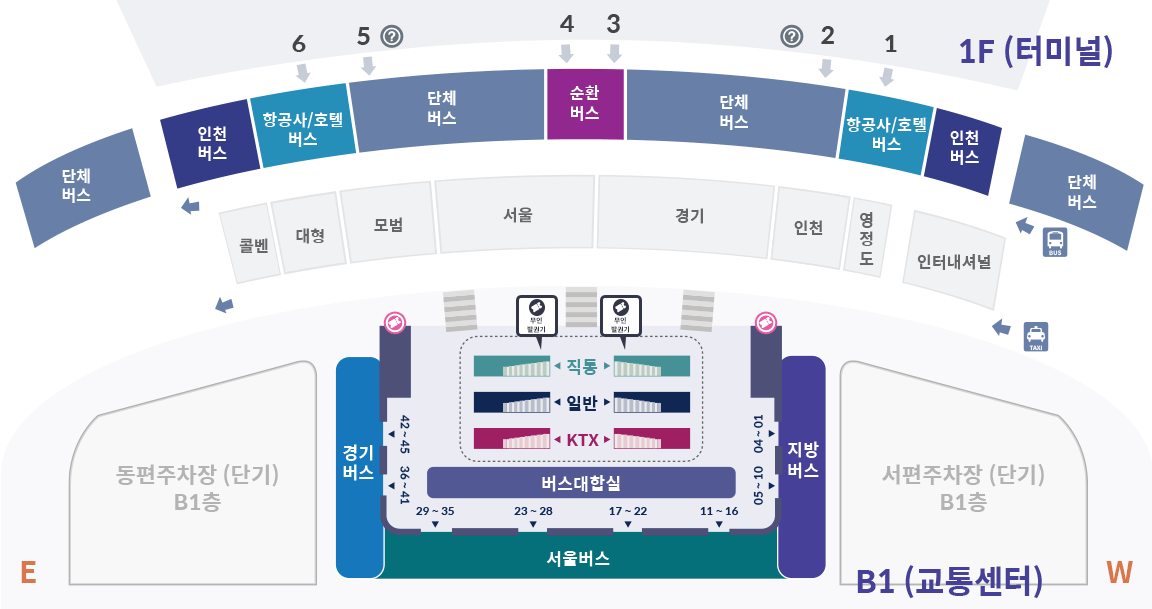 6
5
?
4
3
?
2
1
1F (터미널)
단체
버스
인천
버스
항공사/호텔
버스
단체
버스
순환
버스
단체
버스
항공사/호텔
버스
인천
버스
단체
버스
콜벤
대형
모범
서울
경기
인천
영
정
도
인터내셔널
BUS
TAXI
무인
발권기
무인
발권기
직통
일반
KTX
42~45
36~41
04~01
05~10
경기
버스
지방
버스
버스대합실
29 ~ 35
23 ~ 28
17 ~ 22
11 ~ 16
서울버스
동편주차장 (단기)
B1층
서편주차장 (단기)
B1층
E
W
B1 (교통센터)